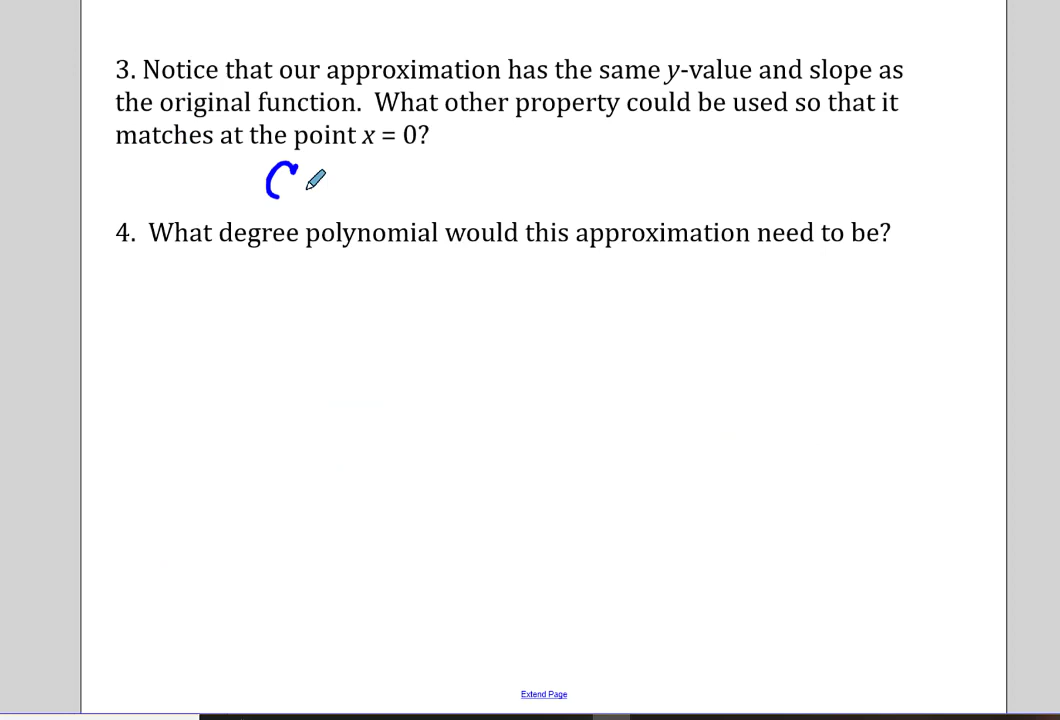 3. Notice that our approximation has the same y-value and slope as
the original function.  What other property could be used so that it
matches at the point x = 0?
C
4.  What degree polynomial would this approximation need to be?
Extend Page